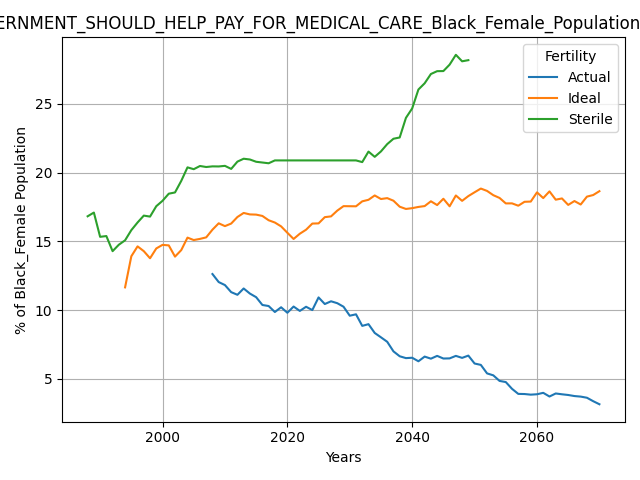 ERNMENT_SHOULD_HELP_PAY_FOR_MEDICAL_CARE_Black_Female_Population
Fertility
Actual
Ideal
Sterile
% of Black_Female Population
25
20
15
10
5
2000
2020
2040
2060
Years